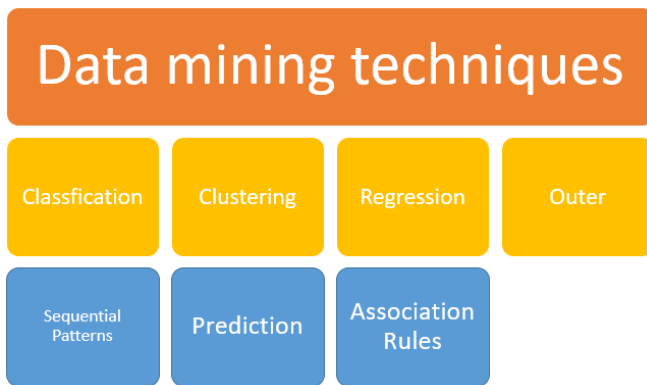 Data mining techniques
Classfication
Clustering
Regression
Outer
Sequential
Patterns
Prediction
Association
Rules